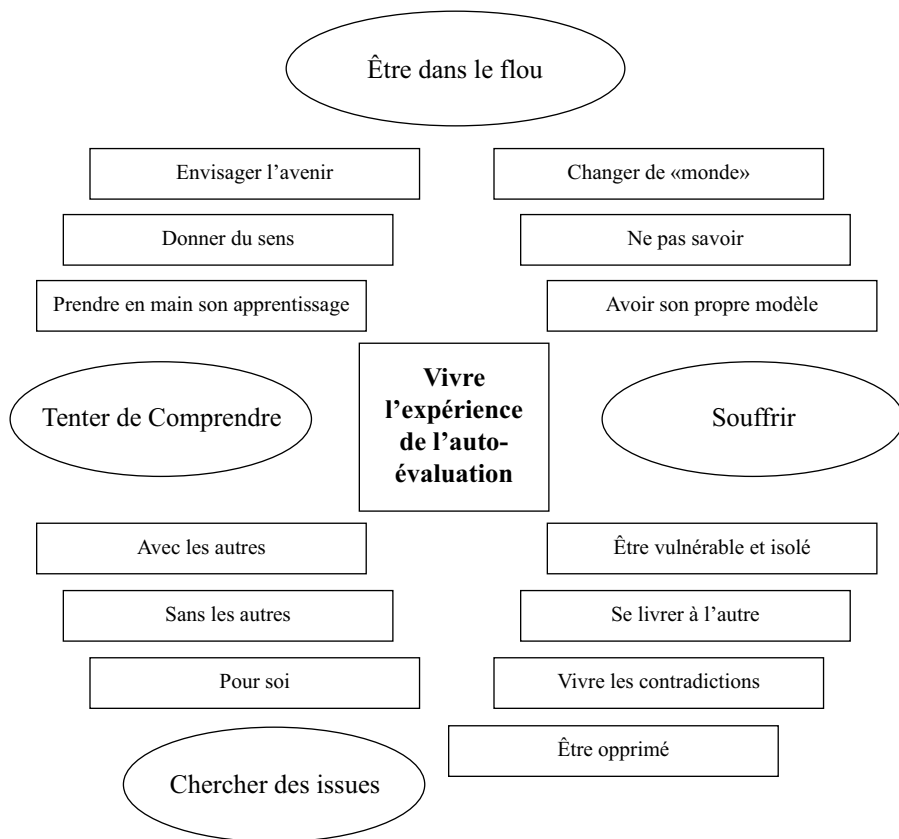 Être dans le flou
Envisager l’avenir
Changer de «monde»
Donner du sens
Ne pas savoir
Prendre en main son apprentissage
Avoir son propre modèle
Tenter de Comprendre
Vivre
l’expérience
de l’auto-
évaluation
Souffrir
Avec les autres
Être vulnérable et isolé
Sans les autres
Se livrer à l’autre
Pour soi
Vivre les contradictions
Être opprimé
Chercher des issues